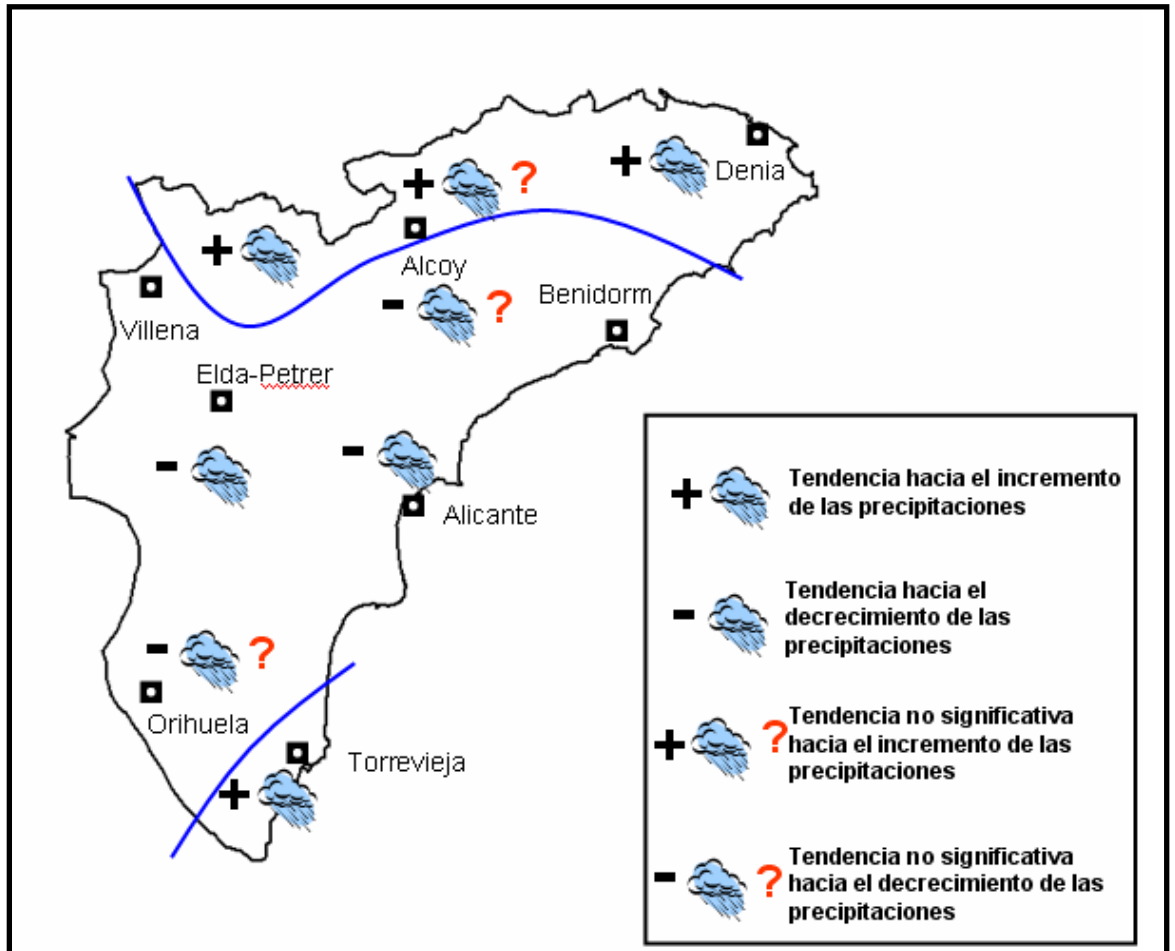 + ?
+
Denia
+
Alcoy
- ?
Benidorm
Villena
Elda-Petrer
-
-
Alicante
- ?
Orihuela
Torrevieja
+
+
Tendencia hacia el incremento
de las precipitaciones
-
Tendencia hacia el
decrecimiento de las
precipitaciones
+ ?
Tendencia no significativa
hacia el incremento de las
precipitaciones
- ?
Tendencia no significativa
hacia el decrecimiento de las
precipitaciones